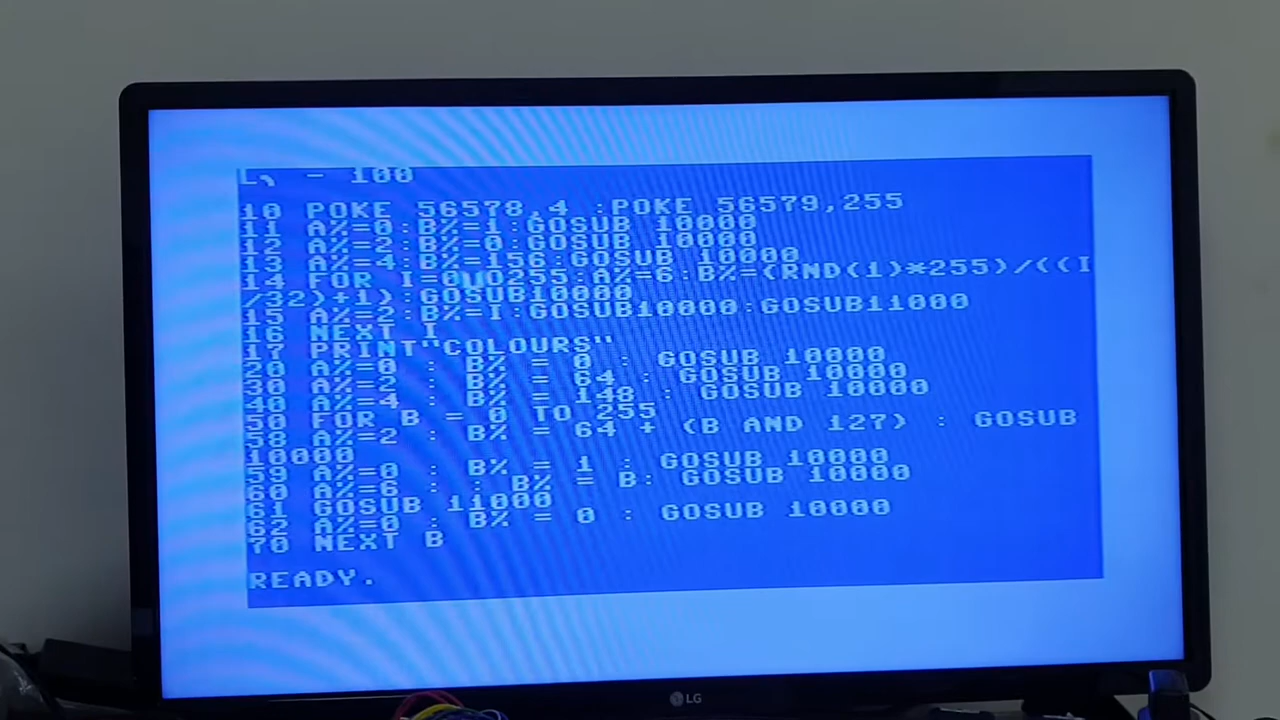 - 100
10 POKE 56578,4 :POKE 56579,255
11 A%=0:B%=1:GOSUB 10000
12 A%=2:B%=0:GOSUB 10000
13 A%=4:B%=156:GOSUB 10000
14 FOR I=0 255:A%=6:B%=(RND(1)*255)/((I
/32)+1):GOSUB10000
15 A%=2:B%=I:GOSUB10000:GOSUB11000
16 NEXT I
17 PRINT"COLOURS"
20 A%=0 : B% = 0 : GOSUB 10000
30 A%=2 : B% = 64 : GOSUB 10000
40 A%=4 : B% = 148 : GOSUB 10000
50 FOR B = 0 TO 255
58 A%=2 : B% = 64 + (B AND 127) : GOSUB
10000
59 A%=0 : B% = 1 : GOSUB 10000
60 A%=6 : : B% = B: GOSUB 10000
61 GOSUB 11000
62 A%=0 : B% = 0 : GOSUB 10000
70 NEXT B
READY.
LG